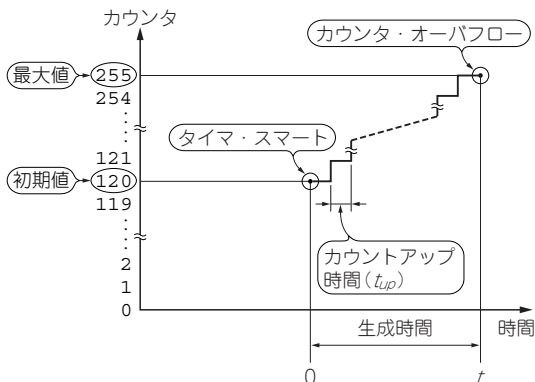 カウンタ
カウンタ・オーバフロー
最大値
255
254
タイマ・スマート
121
初期値
120
119
カウントアップ
時間(tup)
2
1
0
生成時間
時間
0
t